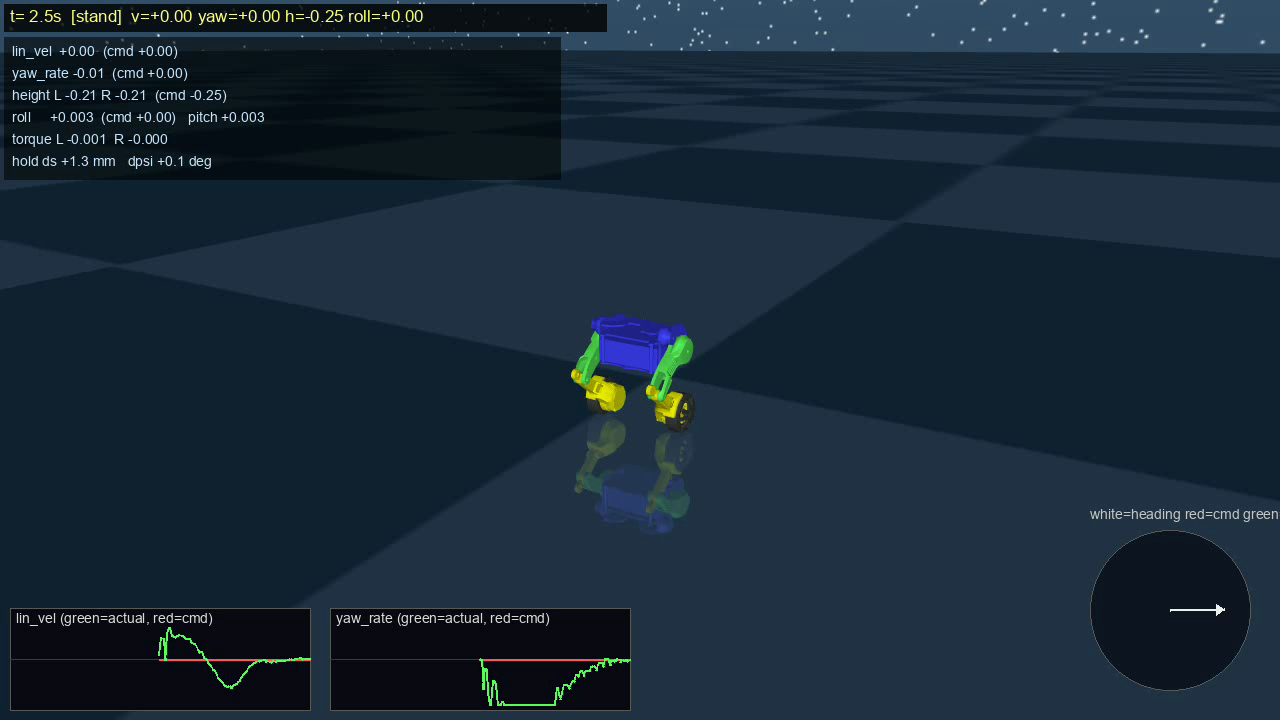 t= 2.5s  [stand]  v=+0.00 yaw=+0.00 h=-0.25 roll=+0.00
lin_vel  +0.00  (cmd +0.00)
yaw_rate -0.01  (cmd +0.00)
height L -0.21 R -0.21  (cmd -0.25)
roll     +0.003  (cmd +0.00)   pitch +0.003
torque L -0.001  R -0.000
hold ds +1.3 mm   dpsi +0.1 deg
white=heading red=cmd green
lin_vel (green=actual, red=cmd)
yaw_rate (green=actual, red=cmd)